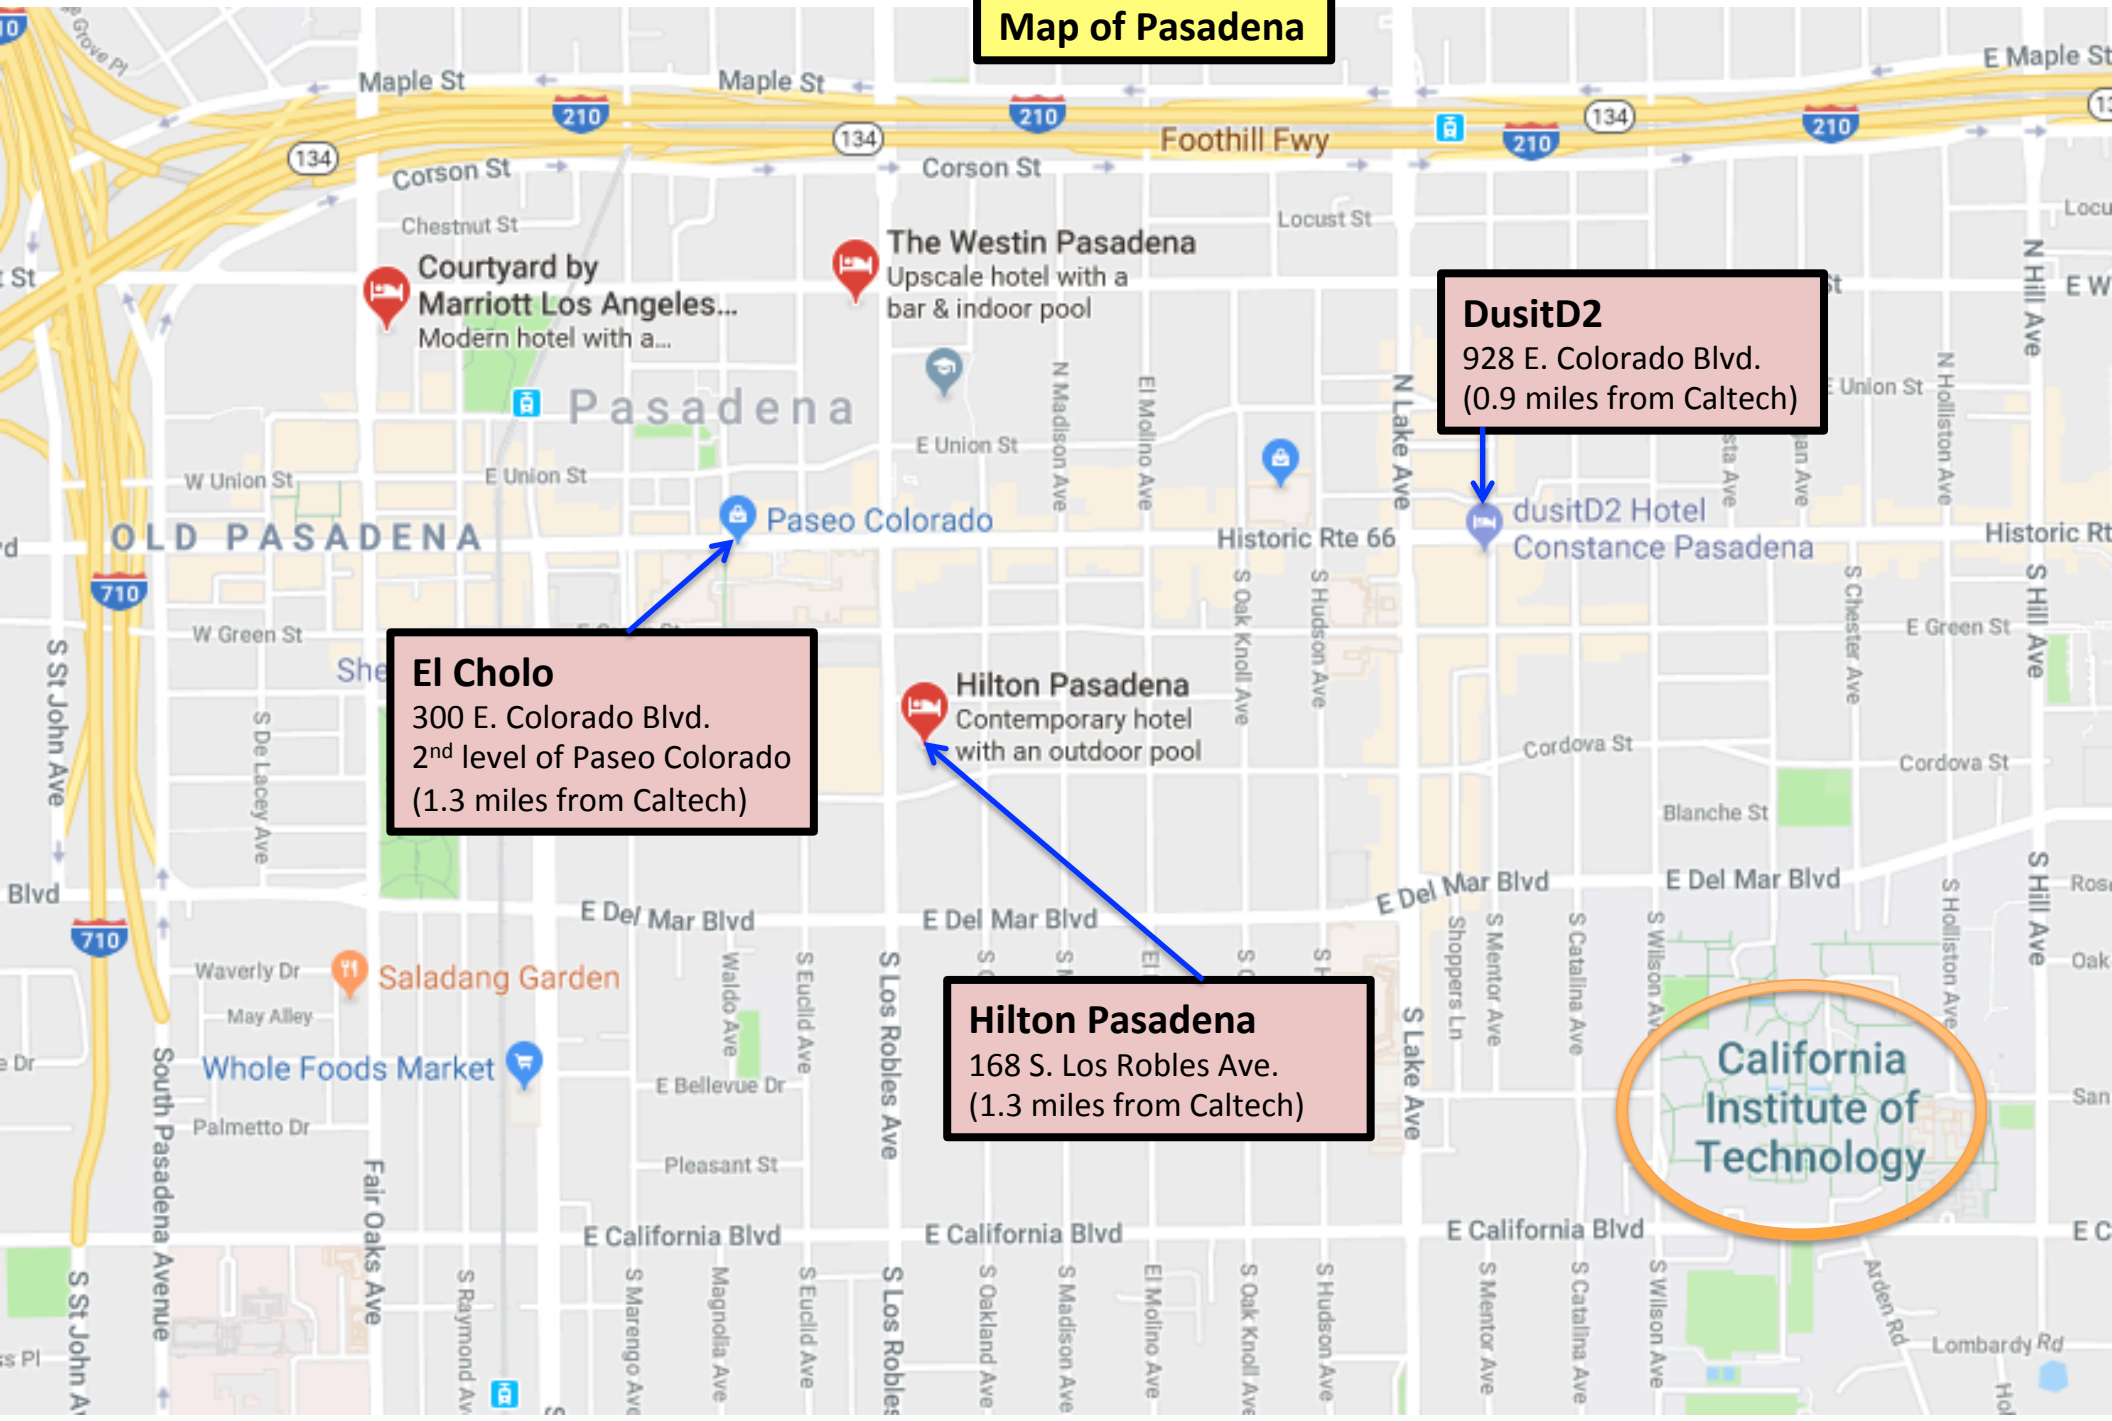 Map of Pasadena
10
Grove Pl
Maple St
Maple St
E Maple St
210
210
134
210
210
134
134
Foothill Fwy
Corson St
Corson St
Chestnut St
Locust St
N Hill Ave
St
E W
Courtyard by
Marriott Los Angeles...
Modern hotel with a...
The Westin Pasadena
Upscale hotel with a
bar & indoor pool
DusitD2
928 E. Colorado Blvd.
(0.9 miles from Caltech)
Pasadena
N Madison Ave
El Molino Ave
N Lake Ave
E Union St
N Holliston Ave
W Union St
E Union St
E Union St
OLD PASADENA
Paseo Colorado
Historic Rte 66
dusitD2 Hotel
Constance Pasadena
Historic Rt
710
S Oak Knoll Ave
S Hudson Ave
S Chester Ave
S Hill Ave
W Green St
E Green St
S St John Ave
She
El Cholo
300 E. Colorado Blvd.
2nd level of Paseo Colorado
(1.3 miles from Caltech)
Hilton Pasadena
Contemporary hotel
with an outdoor pool
S De Lacey Ave
Cordova St
Cordova St
Blanche St
Blvd
E Del Mar Blvd
E Del Mar Blvd
E Del Mar Blvd
E Del Mar Blvd
S Hill Ave
710
Waverly Dr
Saladang Garden
May Alley
Waldo Ave
S Euclid Ave
S Los Robles Ave
Shoppers Ln
S Mentor Ave
S Catalina Ave
S Wilson Ave
S Holliston Ave
Oak
Hilton Pasadena
168 S. Los Robles Ave.
(1.3 miles from Caltech)
S Lake Ave
California
Institute of
Technology
Whole Foods Market
E Bellevue Dr
San
Palmetto Dr
South Pasadena Avenue
Pleasant St
Fair Oaks Ave
E California Blvd
E California Blvd
E California Blvd
E C
S St John Av
S Raymond Av
S Marengo Ave
Magnolia Ave
S Euclid Ave
S Los Robles
S Oakland Ave
S Madison Ave
El Molino Ave
S Oak Knoll Ave
S Hudson Ave
S Mentor Ave
S Catalina Ave
S Wilson Ave
Arden Rd
Lombardy Rd